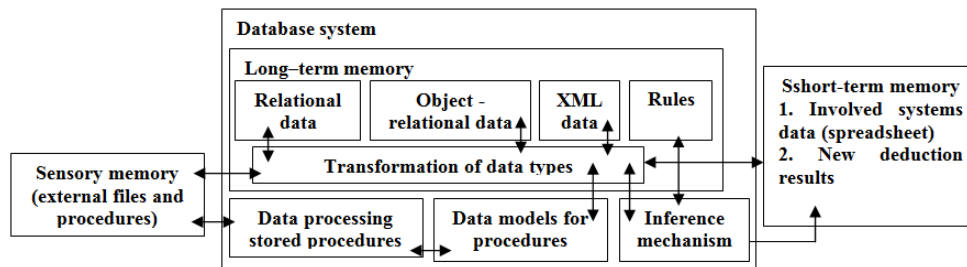 Database system
Long–term memory
Relational
data
Object -
relational data
XML
data
Rules
Transformation of data types
Sensory memory
(external files and
procedures)
Data processing
stored procedures
Data models for
procedures
Inference
mechanism
Sshort-term memory
1. Involved systems
data (spreadsheet)
2. New deduction
results